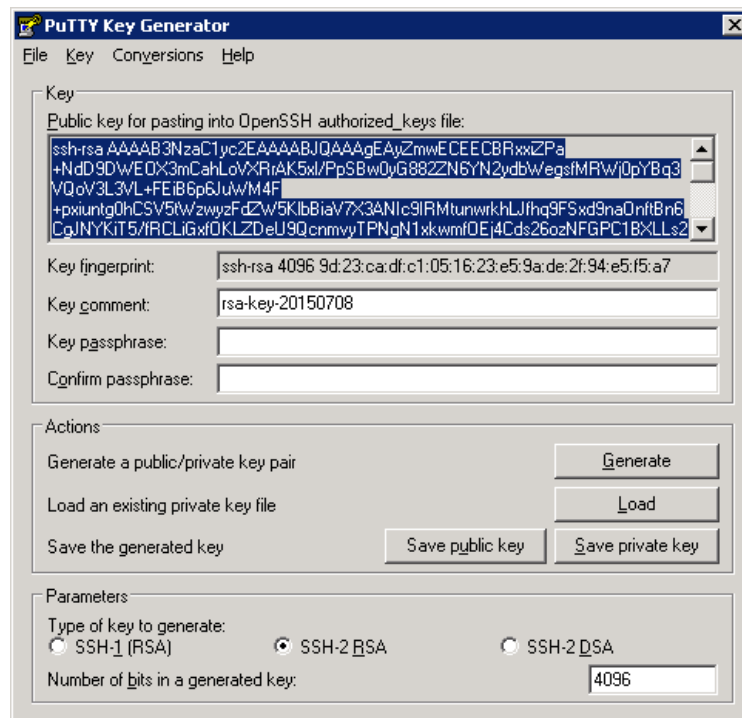 PuTTY Key Generator
File Key Conversions Help
Key
Public key for pasting into OpenSSH authorized_keys file:
ssh-rsa AAAAB3NzaC1yc2EAAAABJQAAAgEAyiZmwECEECBRxxiZPa
+NdD9DWEOX3mCahLoVXRrAK5xI/PpSBw0yG882ZN6YN2ydbWegsfMRWj0pYBq3
VQoV3L3VL+FEiB6p6JuWM4F
+pxiuntg0hCSV5tWzwyzFdZW5KIbBiaV7X3ANIc9IRMtunwrkhLJfhq9FSxd9naOnftBn6
CgJNYKiT5/fRCLiGxfOKLZDeU9QcnmvyTPNgN1xkwmfOEj4Cds26ozNFGPC1BXLLs2
Key fingerprint: ssh-rsa 4096 9d:23:ca:df:c1:05:16:23:e5:9a:de:2f:94:e5:f5:a7
Key comment: rsa-key-20150708
Key passphrase:
Confirm passphrase:
Actions
Generate a public/private key pair Generate
Load an existing private key file Load
Save the generated key Save public key Save private key
Parameters
Type of key to generate:
SSH-1 (RSA) SSH-2 RSA SSH-2 DSA
Number of bits in a generated key: 4096